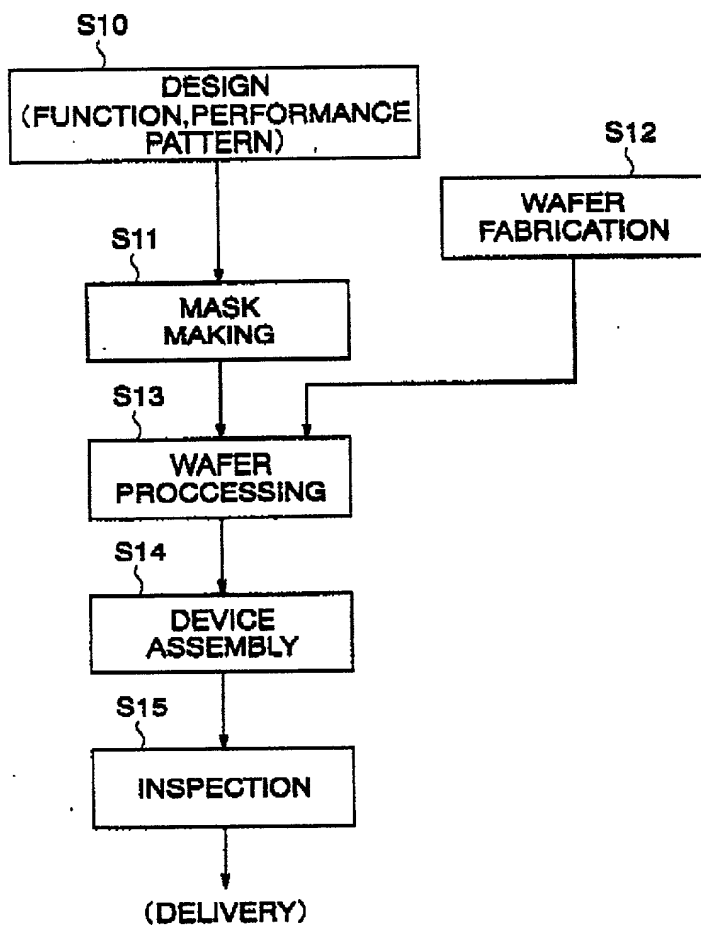 S10
DESIGN
(FUNCTION,PERFORMANCE
PATTERN)
S12
WAFER
FABRICATION
S11
MASK
MAKING
S13
WAFER
PROCCESSING
S14
DEVICE
ASSEMBLY
S15
INSPECTION
(DELIVERY)